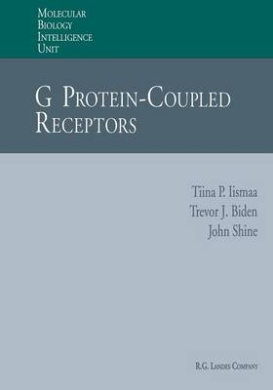 Molecular
Biology
Intelligence
Unit
G Protein-Coupled
Receptors
Tiina P. Iismaa
Trevor J. Biden
John Shine
R.G. Landes Company